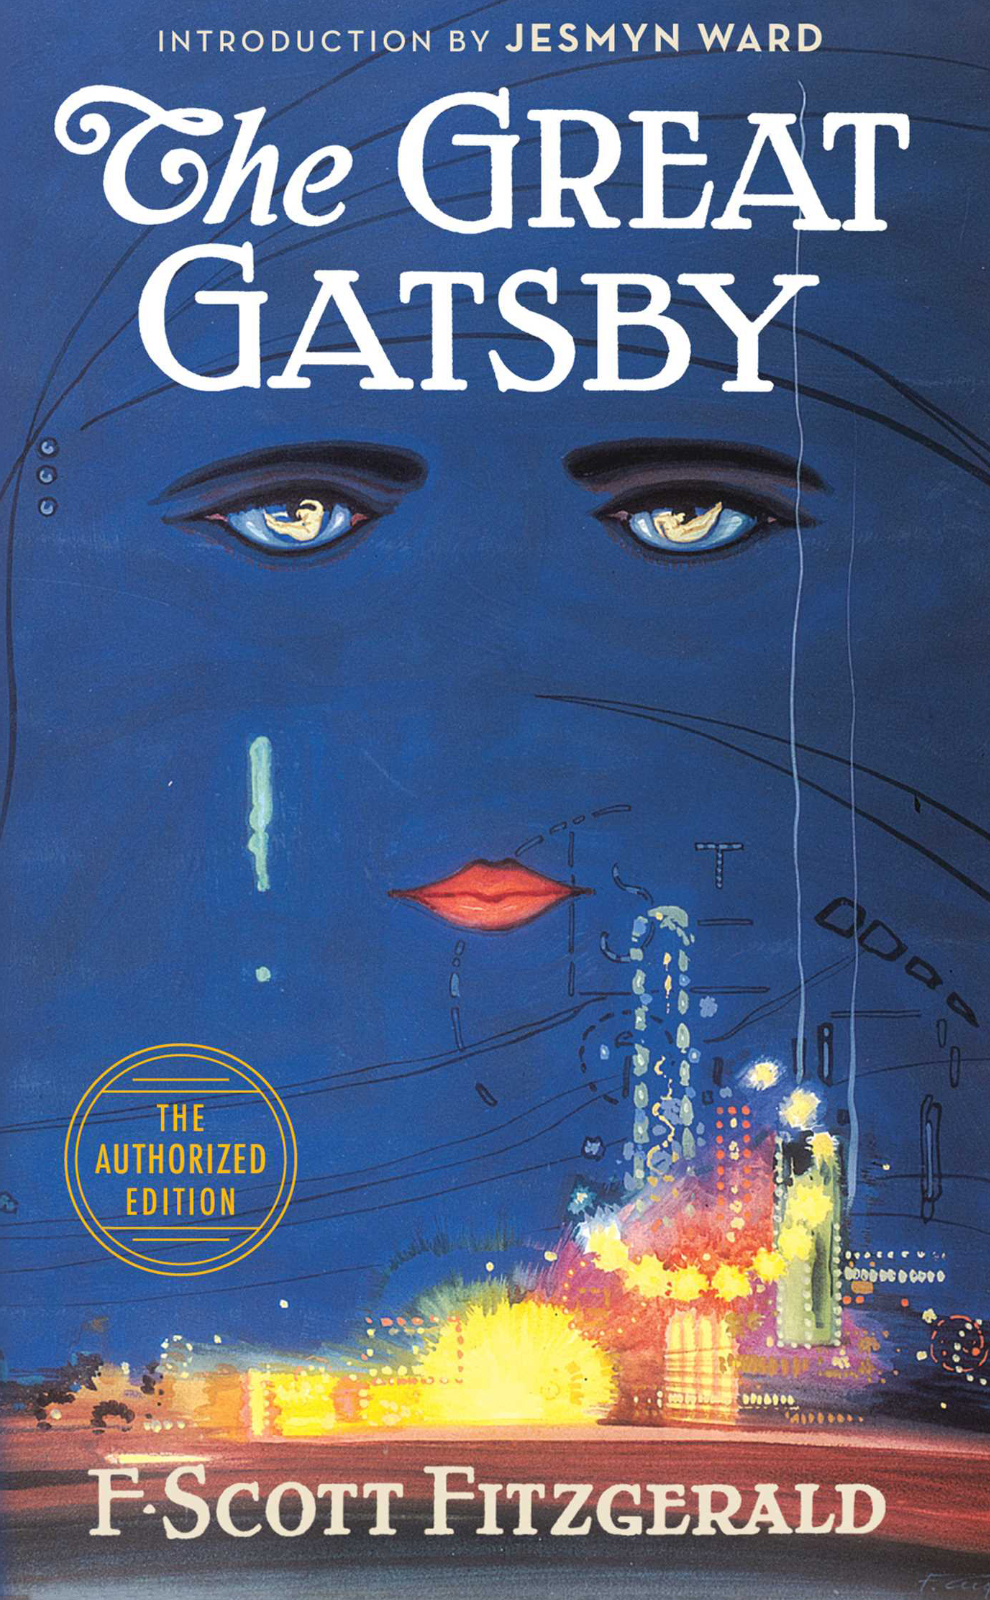 INTRODUCTION BY JESMYN WARD
The GREAT
GATSBY
THE
AUTHORIZED
EDITION
F. SCOTT FITZGERALD